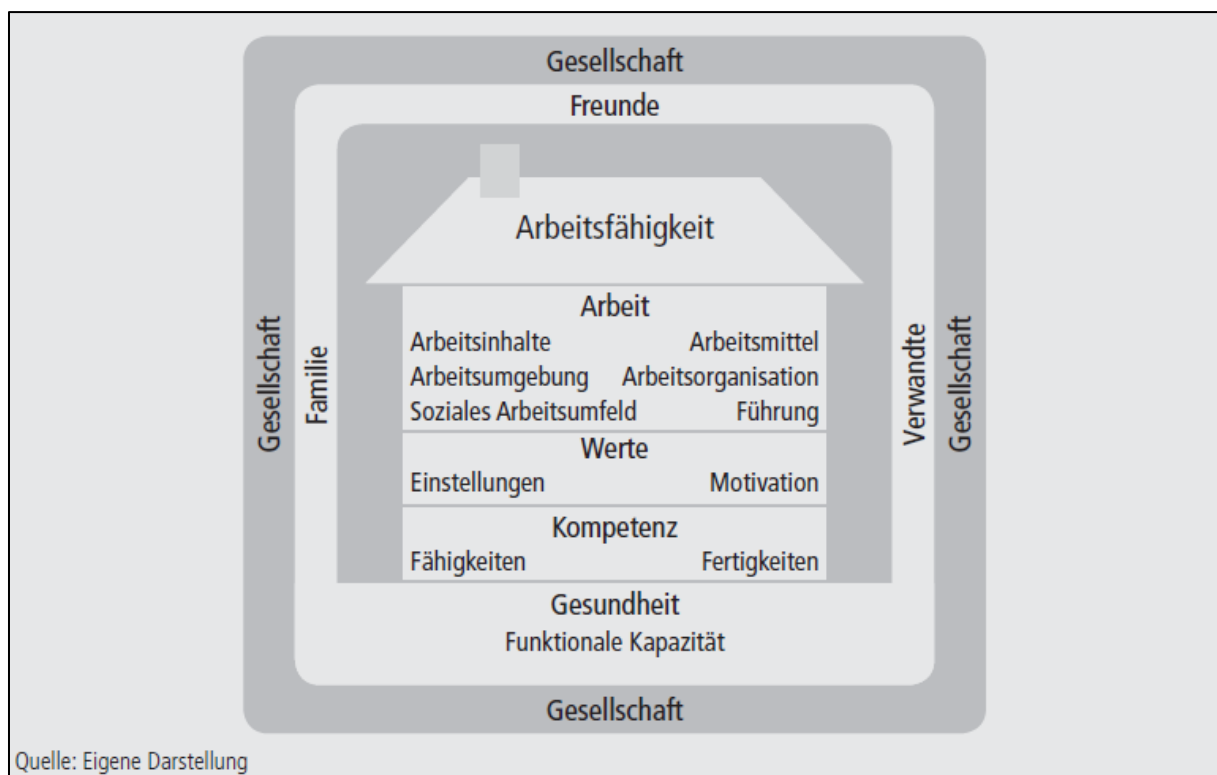 Gesellschaft
Freunde
Arbeitsfähigkeit
Gesellschaft
Familie
Arbeit
Arbeitsinhalte Arbeitsmittel
Arbeitsumgebung Arbeitsorganisation
Soziales Arbeitsumfeld Führung
Werte
Einstellungen Motivation
Kompetenz
Fähigkeiten Fertigkeiten
Verwandte
Gesellschaft
Gesundheit
Funktionale Kapazität
Gesellschaft
Quelle: Eigene Darstellung